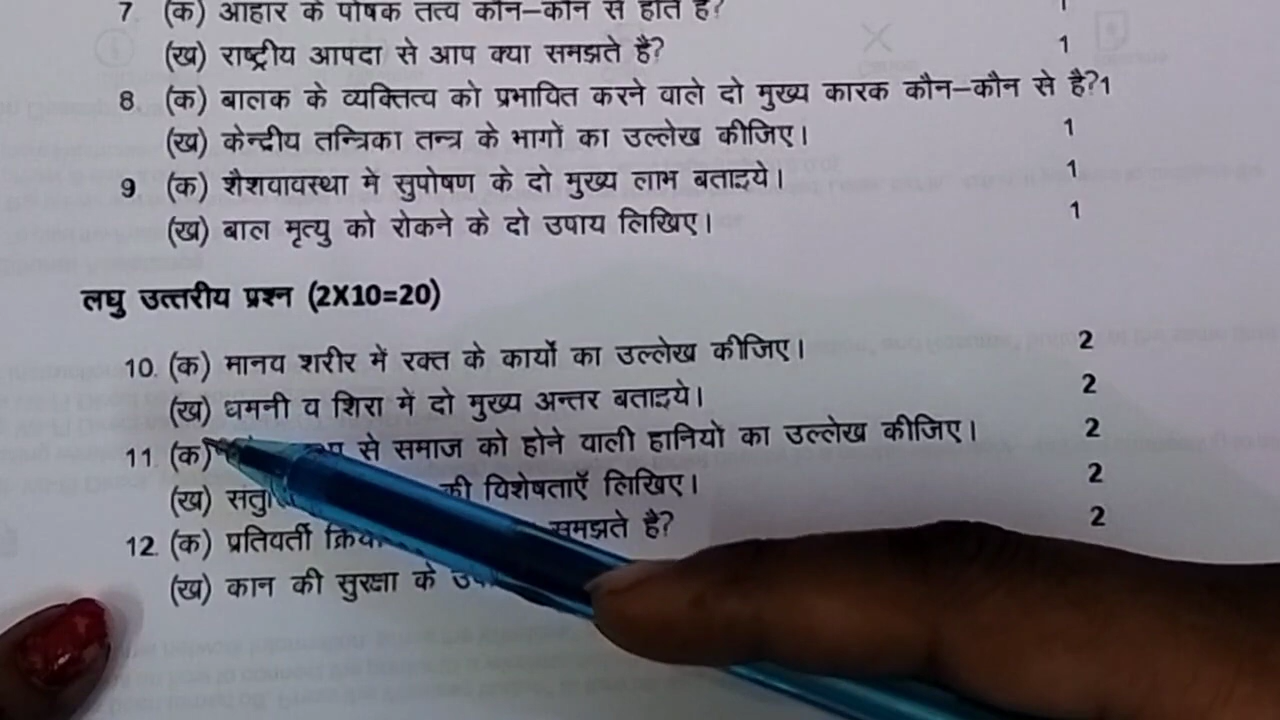 7 (क) आहार के पोषक तत्व कौन-कौन से होते है? 1
(ख) राष्ट्रीय आपदा से आप क्या समझते है? 1
8 (क) बालक के व्यक्तित्व को प्रभावित करने वाले दो मुख्य कारक कौन-कौन से है?1
(ख) केन्द्रीय तन्त्रिका तन्त्र के भागों का उल्लेख कीजिए। 1
9 (क) शैशवावस्था में सुपोषण के दो मुख्य लाभ बताइये। 1
(ख) बाल मृत्यु को रोकने के दो उपाय लिखिए। 1
लघु उत्तरीय प्रश्न (2X10=20)
10. (क) मानव शरीर में रक्त के कार्यो का उल्लेख कीजिए। 2
(ख) धमनी व शिरा में दो मुख्य अन्तर बताइये। 2
11. (क) से समाज को होने वाली हानियो का उल्लेख कीजिए। 2
(ख) की विशेषताएँ लिखिए। 2
12. (क) प्रतिवर्ती समझते है? 2
(ख) कान की सुरक्षा के